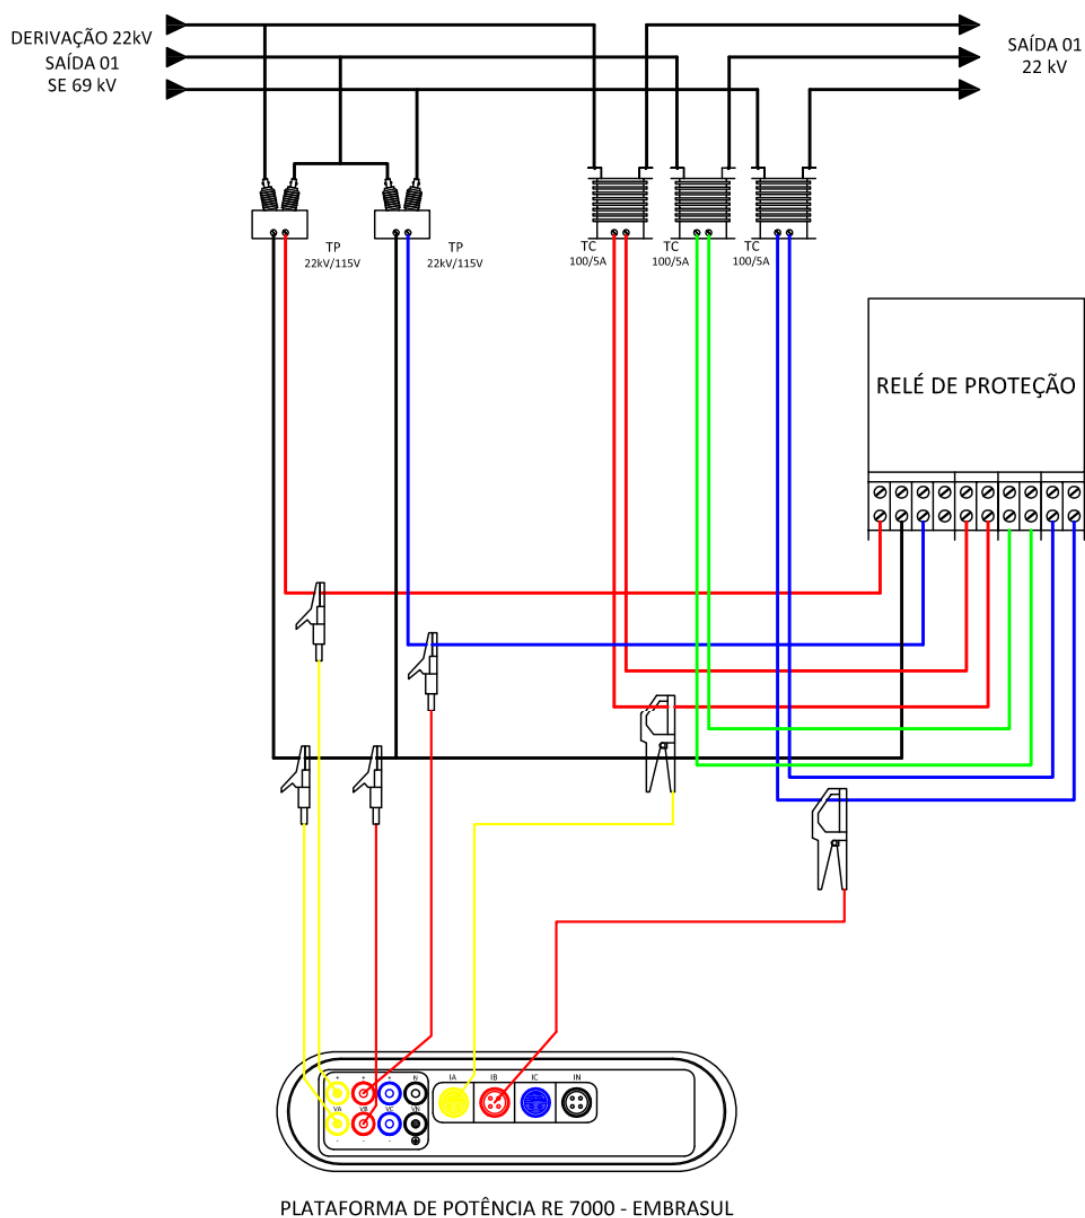 DERIVAÇÃO 22kV
SAÍDA 01
SE 69 kV
SAÍDA 01
22 kV
TP
22kV/115V
TP
22kV/115V
TC
100/5A
TC
100/5A
TC
100/5A
RELÉ DE PROTEÇÃO
+ + + N
VA VB VC VN
- - -
IA IB IC IN
PLATAFORMA DE POTÊNCIA RE 7000 - EMBRASUL